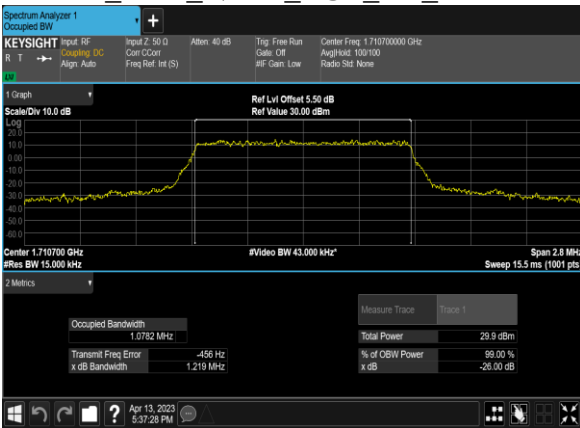 Spectrum Analyzer 1
Occupied BW
+
KEYSIGHT Input: RF Input Z: 50 Ω Atten: 40 dB Trig: Free Run Center Freq: 1.710700000 GHz
R T Coupling: DC Corr CCorr Gate: Off Avg|Hold: 100/100
Align: Auto Freq Ref: Int (S) #IF Gain: Low Radio Std: None
LV
1 Graph Ref Lvl Offset 5.50 dB
Scale/Div 10.0 dB Ref Value 30.00 dBm
Log
20.0
10.0
0.00
-10.0
-20.0
-30.0
-40.0
-50.0
-60.0
Center 1.710700 GHz #Video BW 43.000 kHz* Span 2.8 MHz
#Res BW 15.000 kHz Sweep 15.5 ms (1001 pts
2 Metrics
Measure Trace Trace 1
Occupied Bandwidth
1.0782 MHz Total Power 29.9 dBm
Transmit Freq Error -456 Hz % of OBW Power 99.00 %
x dB Bandwidth 1.219 MHz x dB -26.00 dB
? Apr 13, 2023
5:37:28 PM